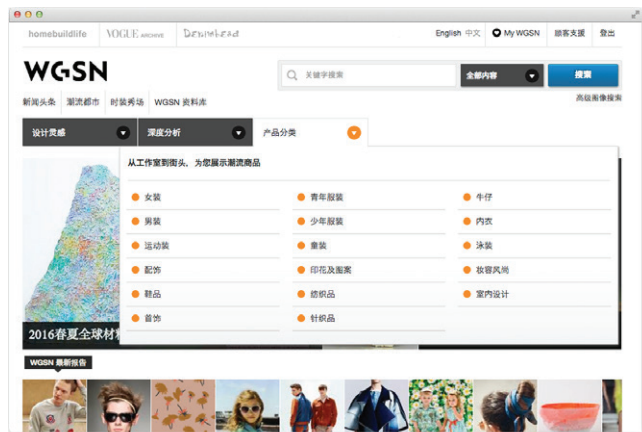 homebuildlife VOGUE ARCHIVE Denimhead English 中文 My WGSN 顾客支援 登出
WGSN
关键字搜索 全部内容 搜索
新闻头条 潮流都市 时装秀场 WGSN 资料库 高级图像搜索
设计灵感 深度分析 产品分类
从工作室到街头，为您展示潮流商品
女装 青年服装 牛仔
男装 少年服装 内衣
运动装 童装 泳装
配饰 印花及图案 妆容风尚
鞋品 纺织品 室内设计
首饰 针织品
2016春夏全球材料
WGSN 最新报告